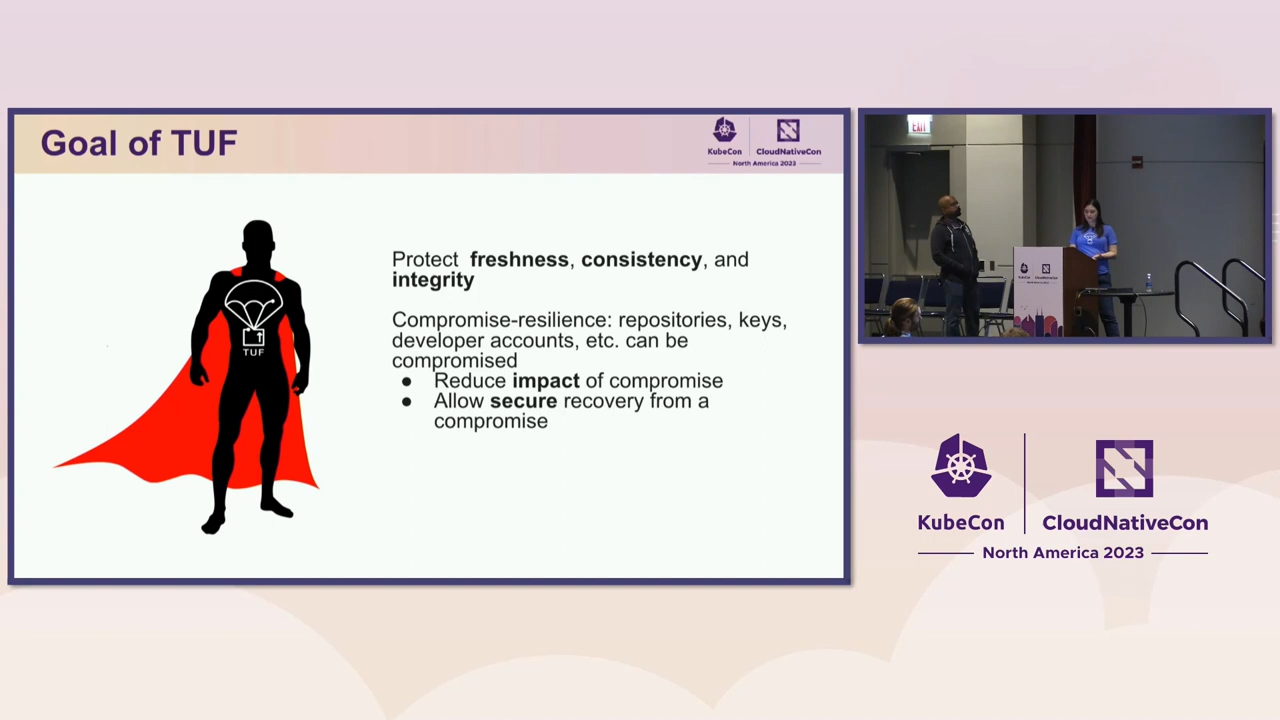 Goal of TUF
KubeCon
CloudNativeCon
North America 2023
TUF
Protect freshness, consistency, and
integrity
Compromise-resilience: repositories, keys,
developer accounts, etc. can be
compromised
● Reduce impact of compromise
● Allow secure recovery from a
compromise
EXIT
KubeCon
CloudNativeCon
North America 2023